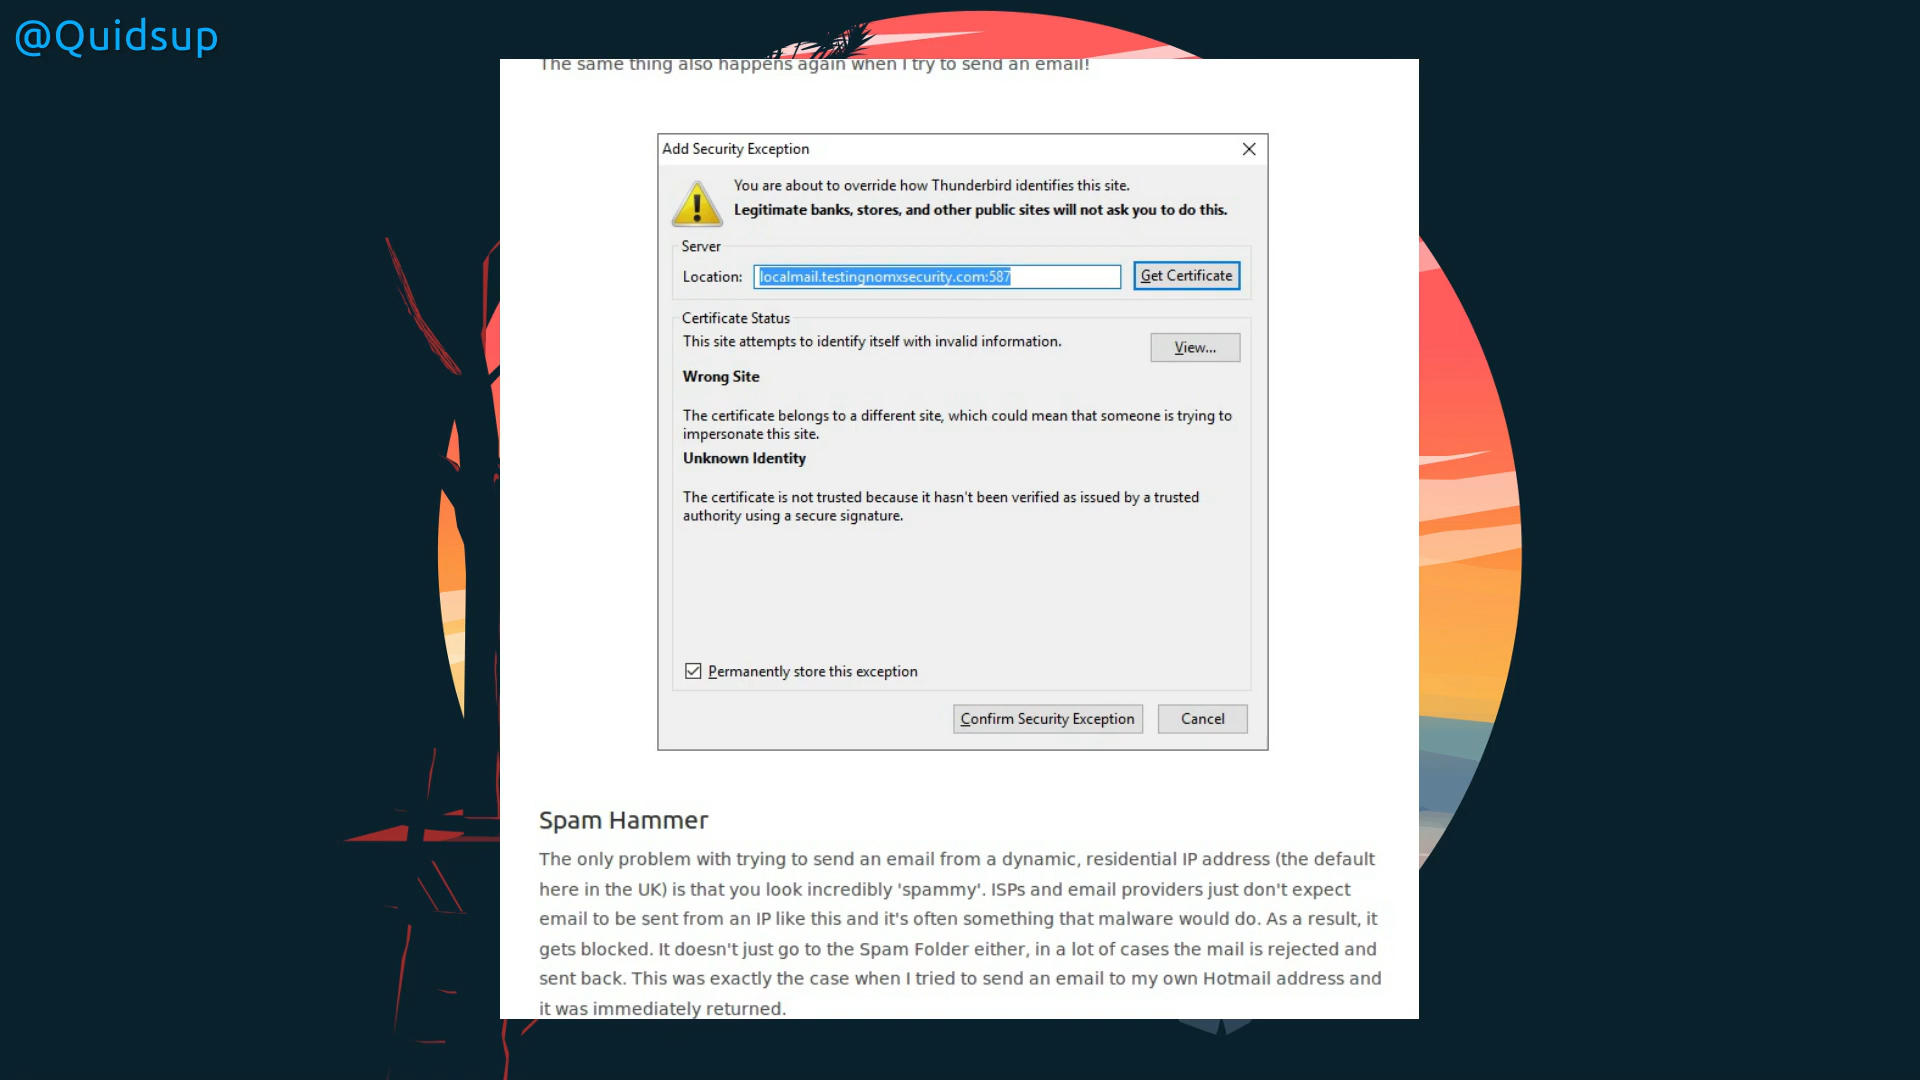 @Quidsup
The same thing also happens again when I try to send an email!
Add Security Exception
You are about to override how Thunderbird identifies this site.
Legitimate banks, stores, and other public sites will not ask you to do this.
Server
Location: localmail.testingnomxsecurity.com:587 Get Certificate
Certificate Status
This site attempts to identify itself with invalid information.
View...
Wrong Site
The certificate belongs to a different site, which could mean that someone is trying to
impersonate this site.
Unknown Identity
The certificate is not trusted because it hasn't been verified as issued by a trusted
authority using a secure signature.
Permanently store this exception
Confirm Security Exception Cancel
Spam Hammer
The only problem with trying to send an email from a dynamic, residential IP address (the default
here in the UK) is that you look incredibly 'spammy'. ISPs and email providers just don't expect
email to be sent from an IP like this and it's often something that malware would do. As a result, it
gets blocked. It doesn't just go to the Spam Folder either, in a lot of cases the mail is rejected and
sent back. This was exactly the case when I tried to send an email to my own Hotmail address and
it was immediately returned.